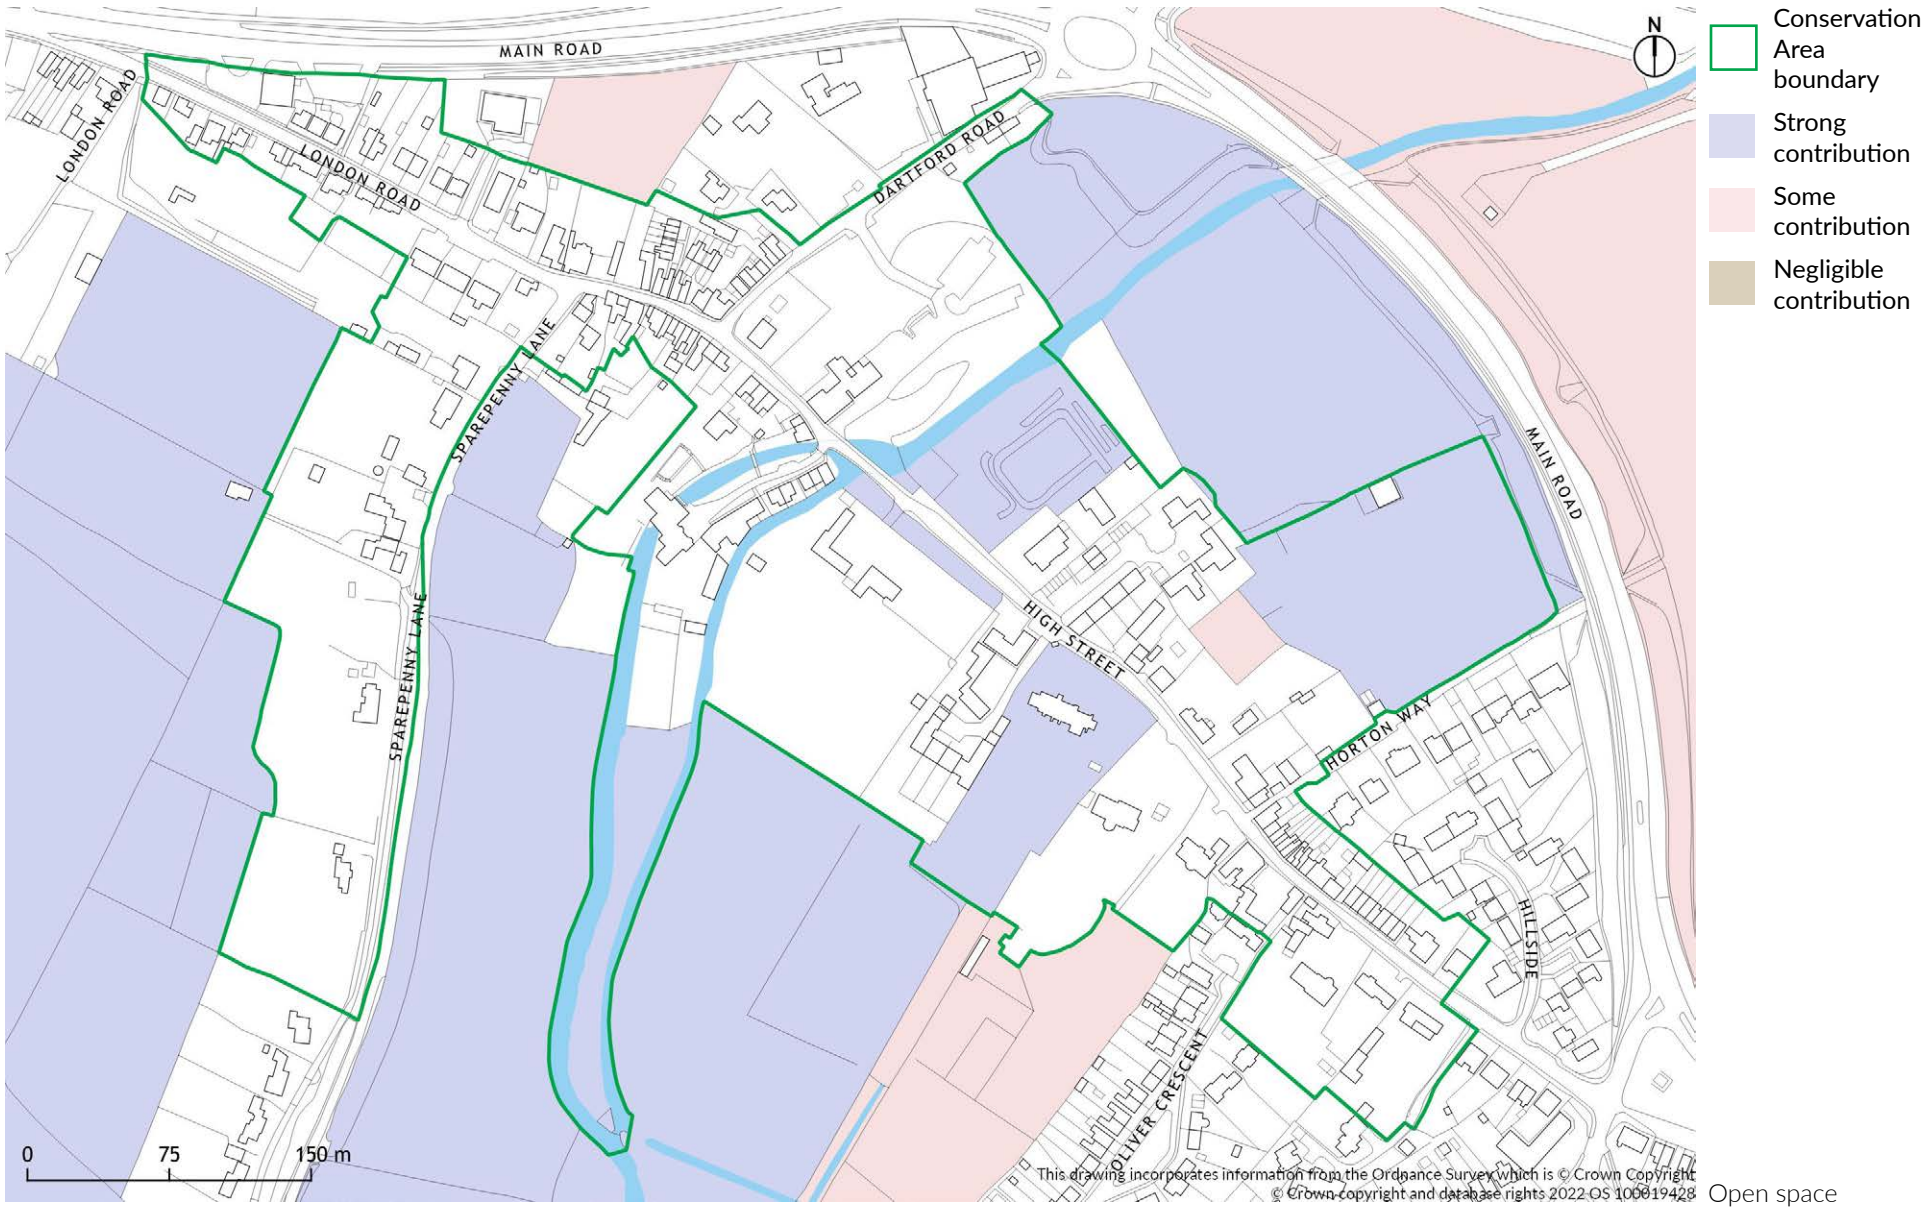 MAIN ROAD
N
LONDON ROAD
LONDON ROAD
DARTFORD ROAD
SPAREPENNY LANE
SPAREPENNY LANE
HIGH STREET
MAIN ROAD
HORTON WAY
HILLSIDE
OLIVER CRESCENT
0 75 150 m
This drawing incorporates information from the Ordnance Survey which is © Crown Copyright
© Crown copyright and database rights 2022 OS 100019428
Conservation
Area
boundary
Strong
contribution
Some
contribution
Negligible
contribution
Open space